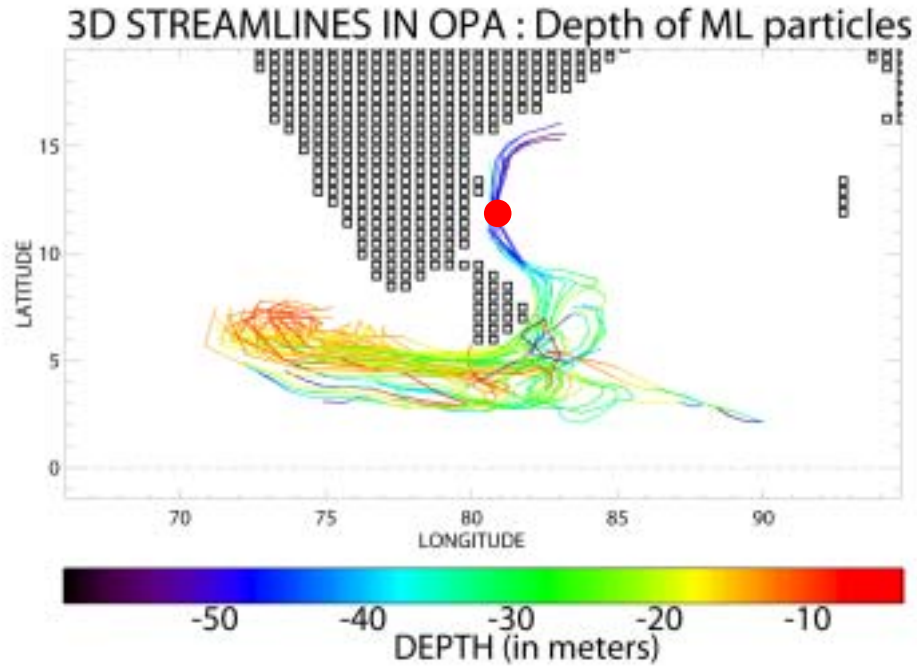 3D STREAMLINES IN OPA : Depth of ML particles
15
10
5
0
LATITUDE
70 75 80 85 90
LONGITUDE
-50 -40 -30 -20 -10
DEPTH (in meters)